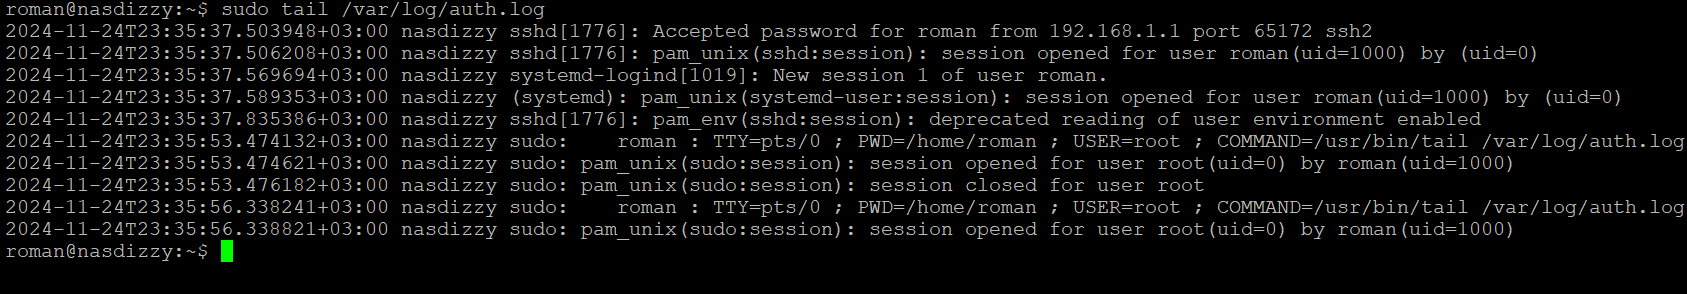 roman@nasdizzy:~$ sudo tail /var/log/auth.log
2024-11-24T23:35:37.503948+03:00 nasdizzy sshd[1776]: Accepted password for roman from 192.168.1.1 port 65172 ssh2
2024-11-24T23:35:37.506208+03:00 nasdizzy sshd[1776]: pam_unix(sshd:session): session opened for user roman(uid=1000) by (uid=0)
2024-11-24T23:35:37.569694+03:00 nasdizzy systemd-logind[1019]: New session 1 of user roman.
2024-11-24T23:35:37.589353+03:00 nasdizzy (systemd): pam_unix(systemd-user:session): session opened for user roman(uid=1000) by (uid=0)
2024-11-24T23:35:37.835386+03:00 nasdizzy sshd[1776]: pam_env(sshd:session): deprecated reading of user environment enabled
2024-11-24T23:35:53.474132+03:00 nasdizzy sudo:    roman : TTY=pts/0 ; PWD=/home/roman ; USER=root ; COMMAND=/usr/bin/tail /var/log/auth.log
2024-11-24T23:35:53.474621+03:00 nasdizzy sudo: pam_unix(sudo:session): session opened for user root(uid=0) by roman(uid=1000)
2024-11-24T23:35:53.476182+03:00 nasdizzy sudo: pam_unix(sudo:session): session closed for user root
2024-11-24T23:35:56.338241+03:00 nasdizzy sudo:    roman : TTY=pts/0 ; PWD=/home/roman ; USER=root ; COMMAND=/usr/bin/tail /var/log/auth.log
2024-11-24T23:35:56.338821+03:00 nasdizzy sudo: pam_unix(sudo:session): session opened for user root(uid=0) by roman(uid=1000)
roman@nasdizzy:~$